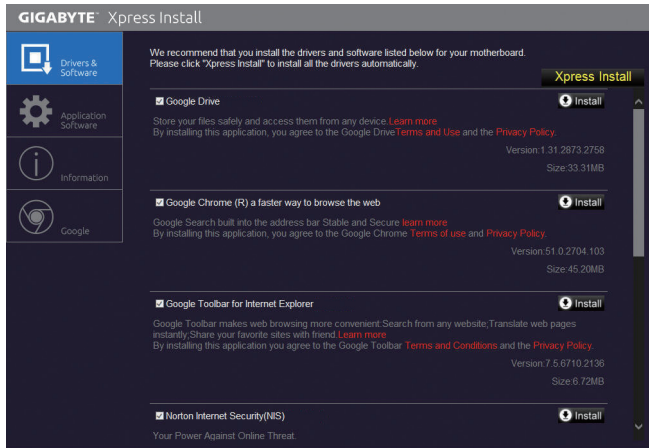 GIGABYTE™ Xpress Install
Drivers &
Software
Application
Software
Information
Google
We recommend that you install the drivers and software listed below for your motherboard.
Please click "Xpress Install" to install all the drivers automatically.
Xpress Install
Google Drive
Install
Store your files safely and access them from any device.Learn more
By installing this application, you agree to the Google DriveTerms and Use and the Privacy Policy.
Version:1.31.2873.2758
Size:33.31MB
Google Chrome (R) a faster way to browse the web
Install
Google Search built into the address bar Stable and Secure learn more
By installing this application, you agree to the Google Chrome Terms of use and Privacy Policy.
Version:51.0.2704.103
Size:45.20MB
Google Toolbar for Internet Explorer
Install
Google Toolbar makes web browsing more convenient.Search from any website;Translate web pages
instantly;Share your favorite sites with friend.Learn more
By installing this application you agree to the Google Toolbar Terms and Conditions and the Privacy Policy.
Version:7.5.6710.2136
Size:6.72MB
Norton Internet Security(NIS)
Install
Your Power Against Online Threat.